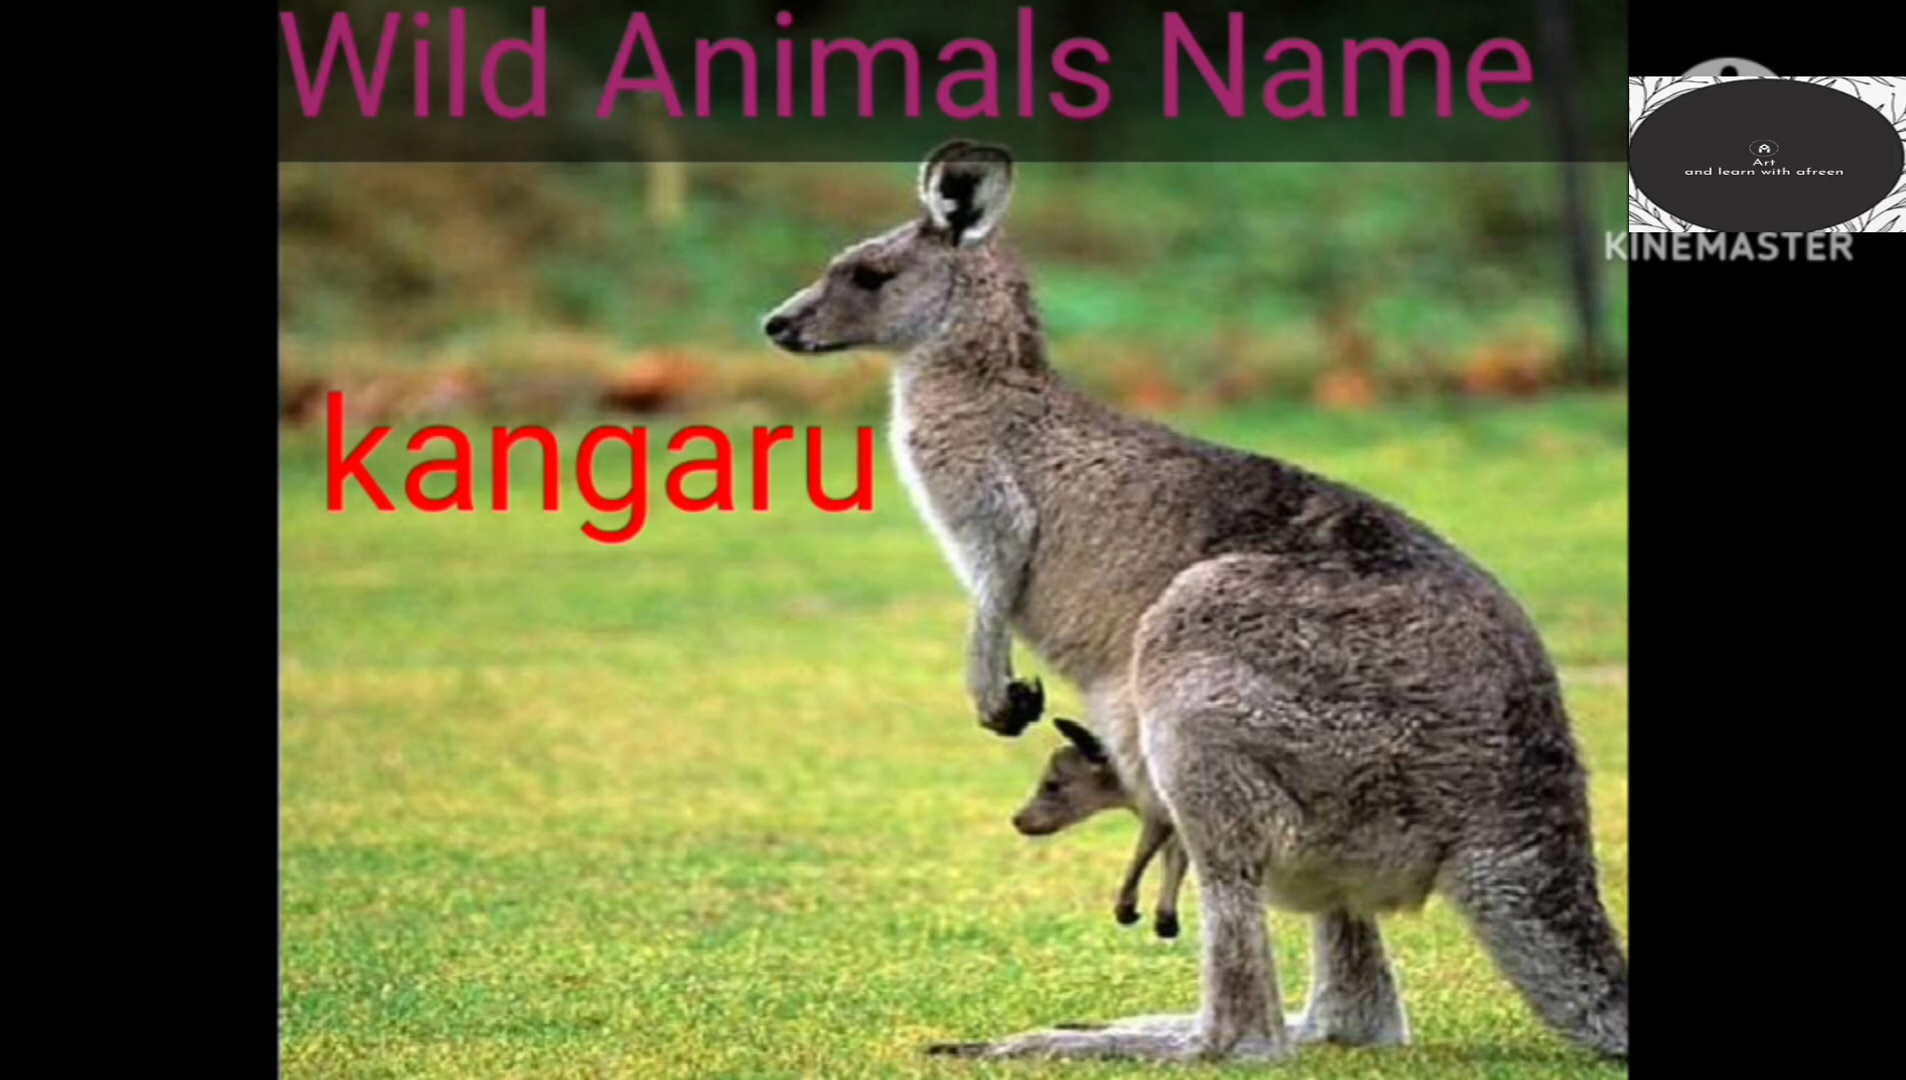 Wild Animals Name
Art
and learn with afreen
KINEMASTER
kangaru